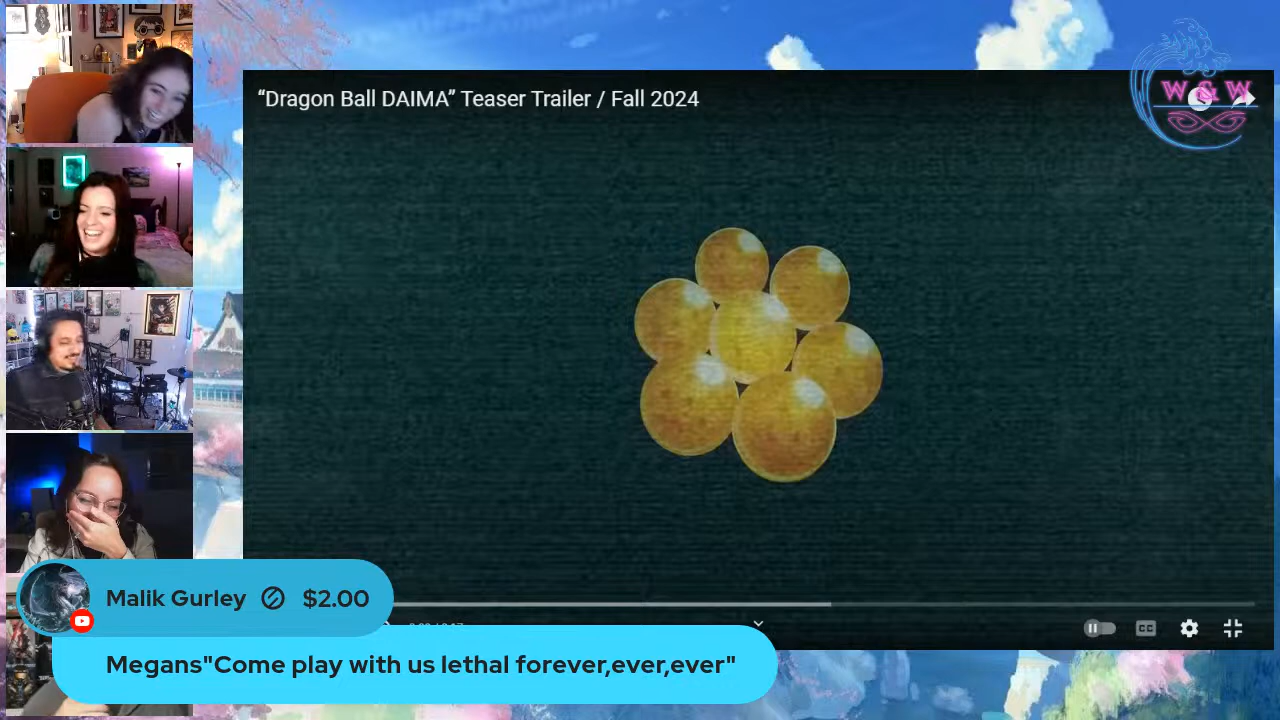 “Dragon Ball DAIMA” Teaser Trailer / Fall 2024
W & W
CC
Malik Gurley $2.00
Megans"Come play with us lethal forever,ever,ever"